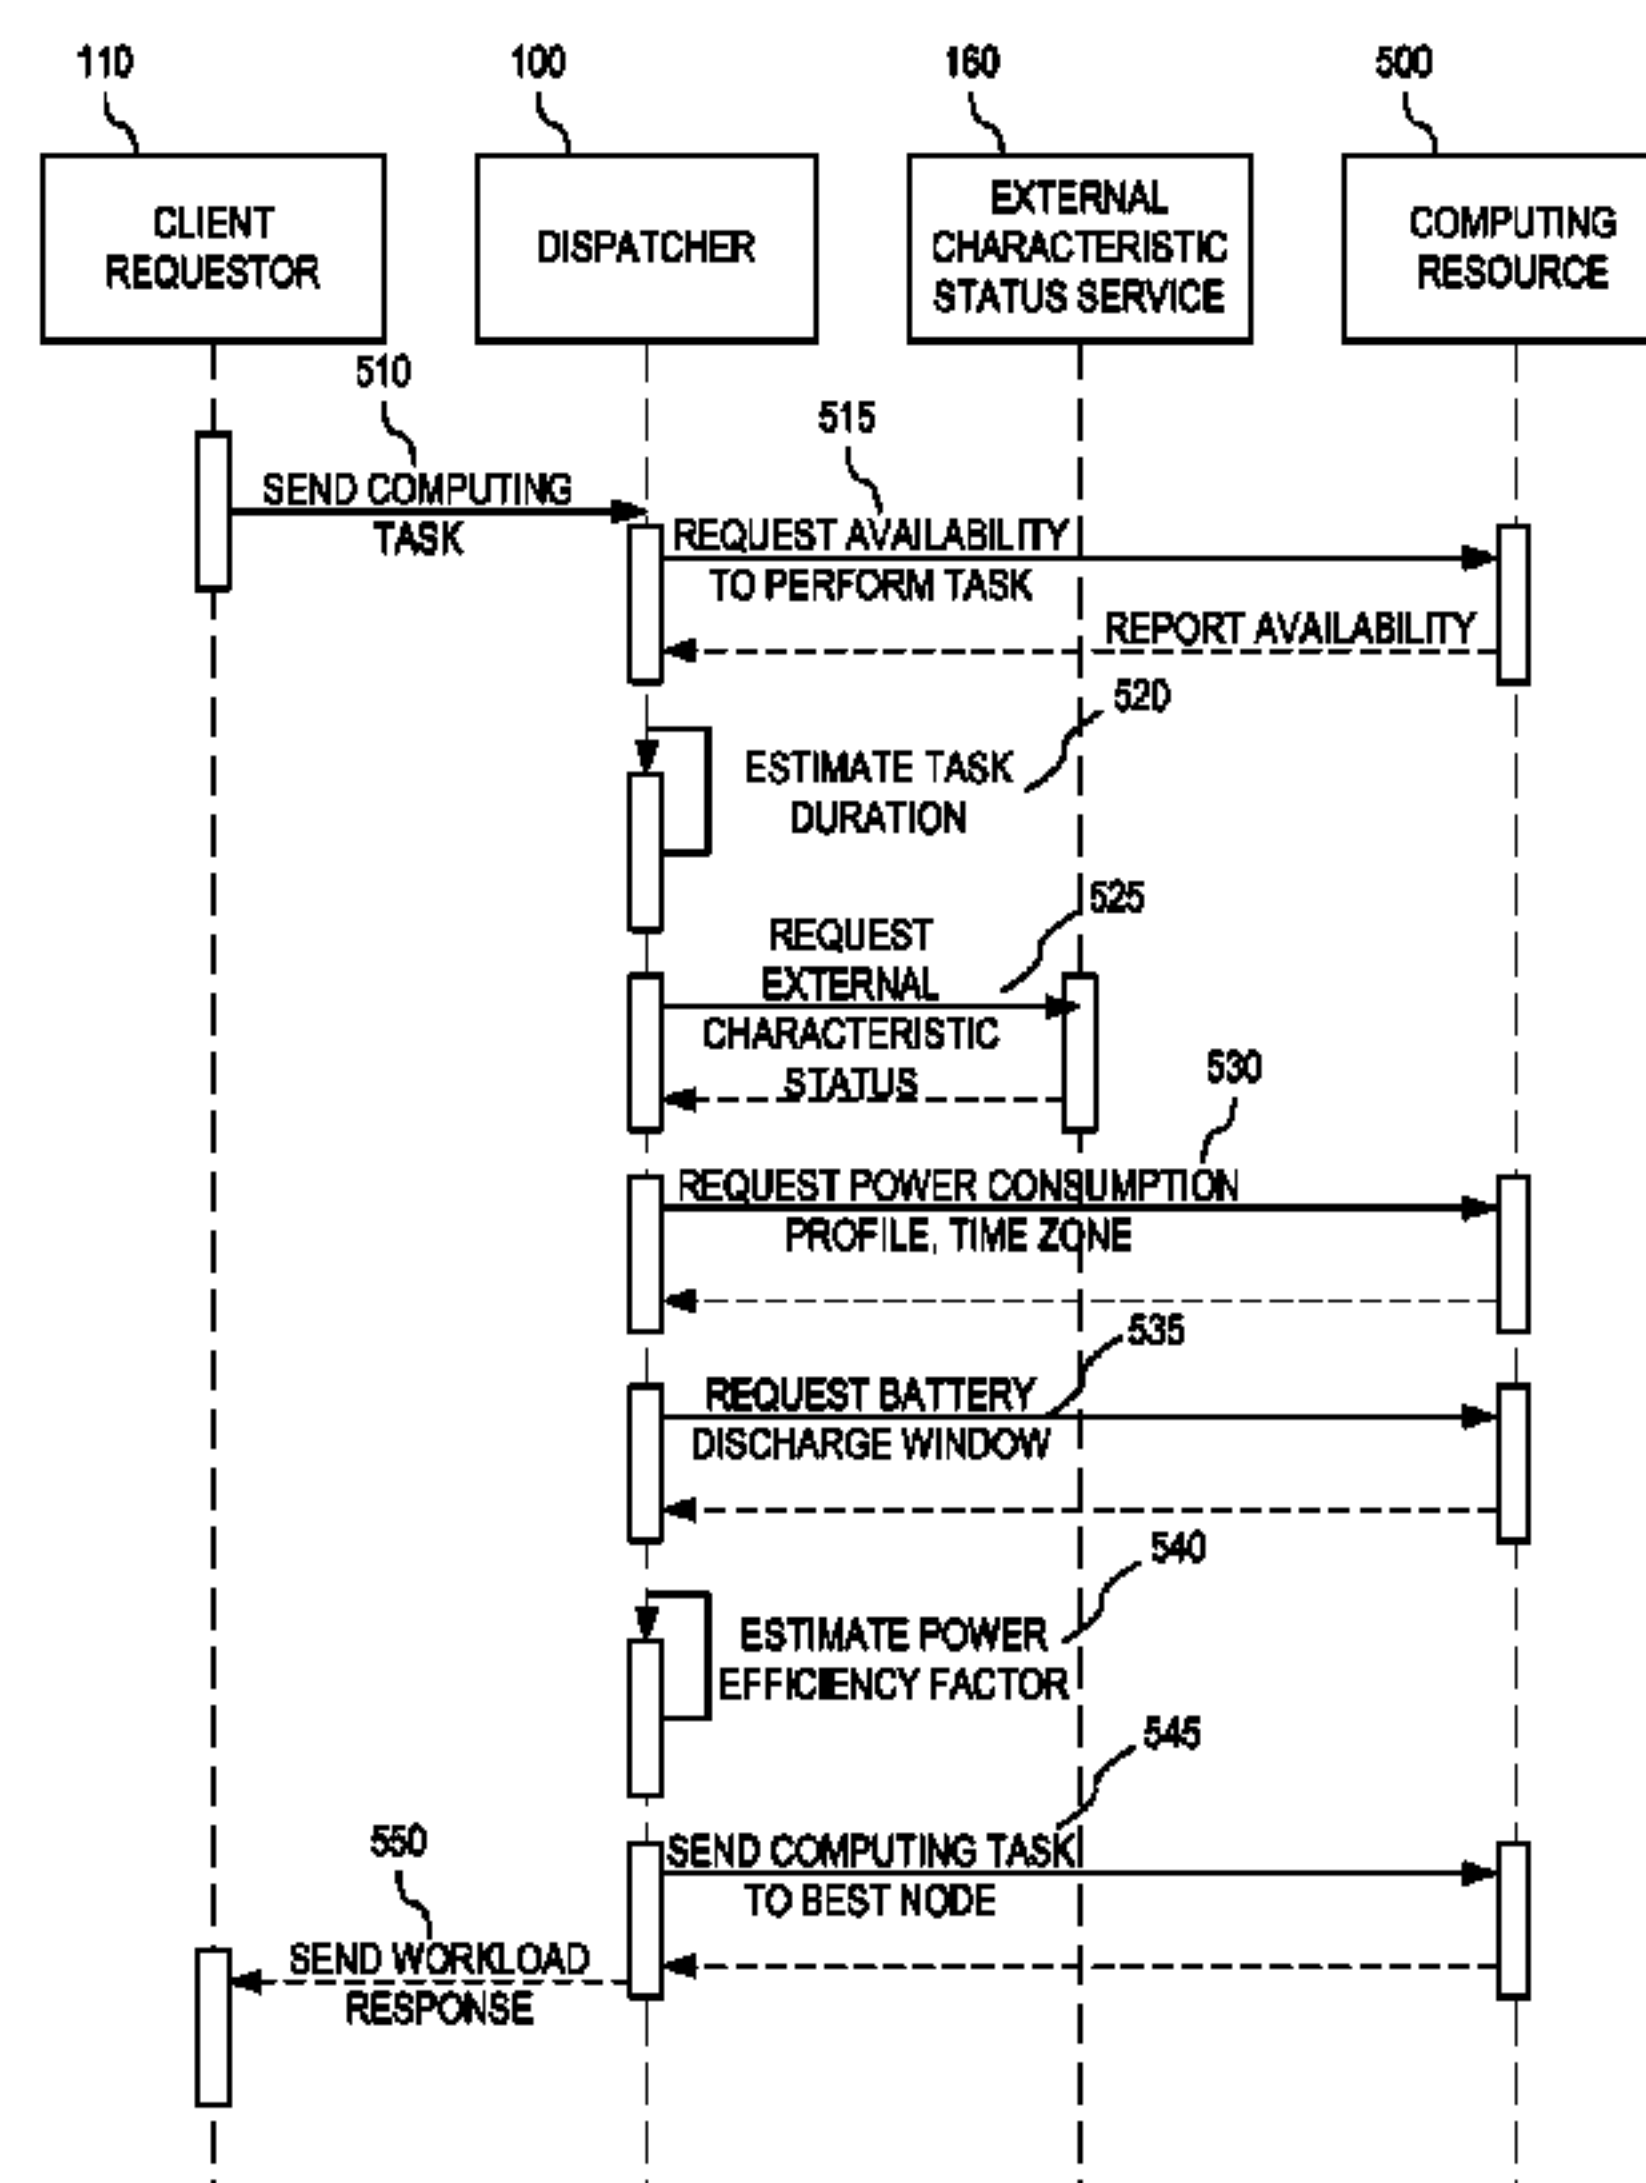 110
100
160
500
CLIENT
REQUESTOR
DISPATCHER
EXTERNAL
CHARACTERISTIC
STATUS SERVICE
COMPUTING
RESOURCE
510
SEND COMPUTING
TASK
515
REQUEST AVAILABILITY
TO PERFORM TASK
REPORT AVAILABILITY
520
ESTIMATE TASK
DURATION
525
REQUEST
EXTERNAL
CHARACTERISTIC
STATUS
530
REQUEST POWER CONSUMPTION
PROFILE, TIME ZONE
535
REQUEST BATTERY
DISCHARGE WINDOW
540
ESTIMATE POWER
EFFICIENCY FACTOR
545
SEND COMPUTING TASK
TO BEST NODE
550
SEND WORKLOAD
RESPONSE